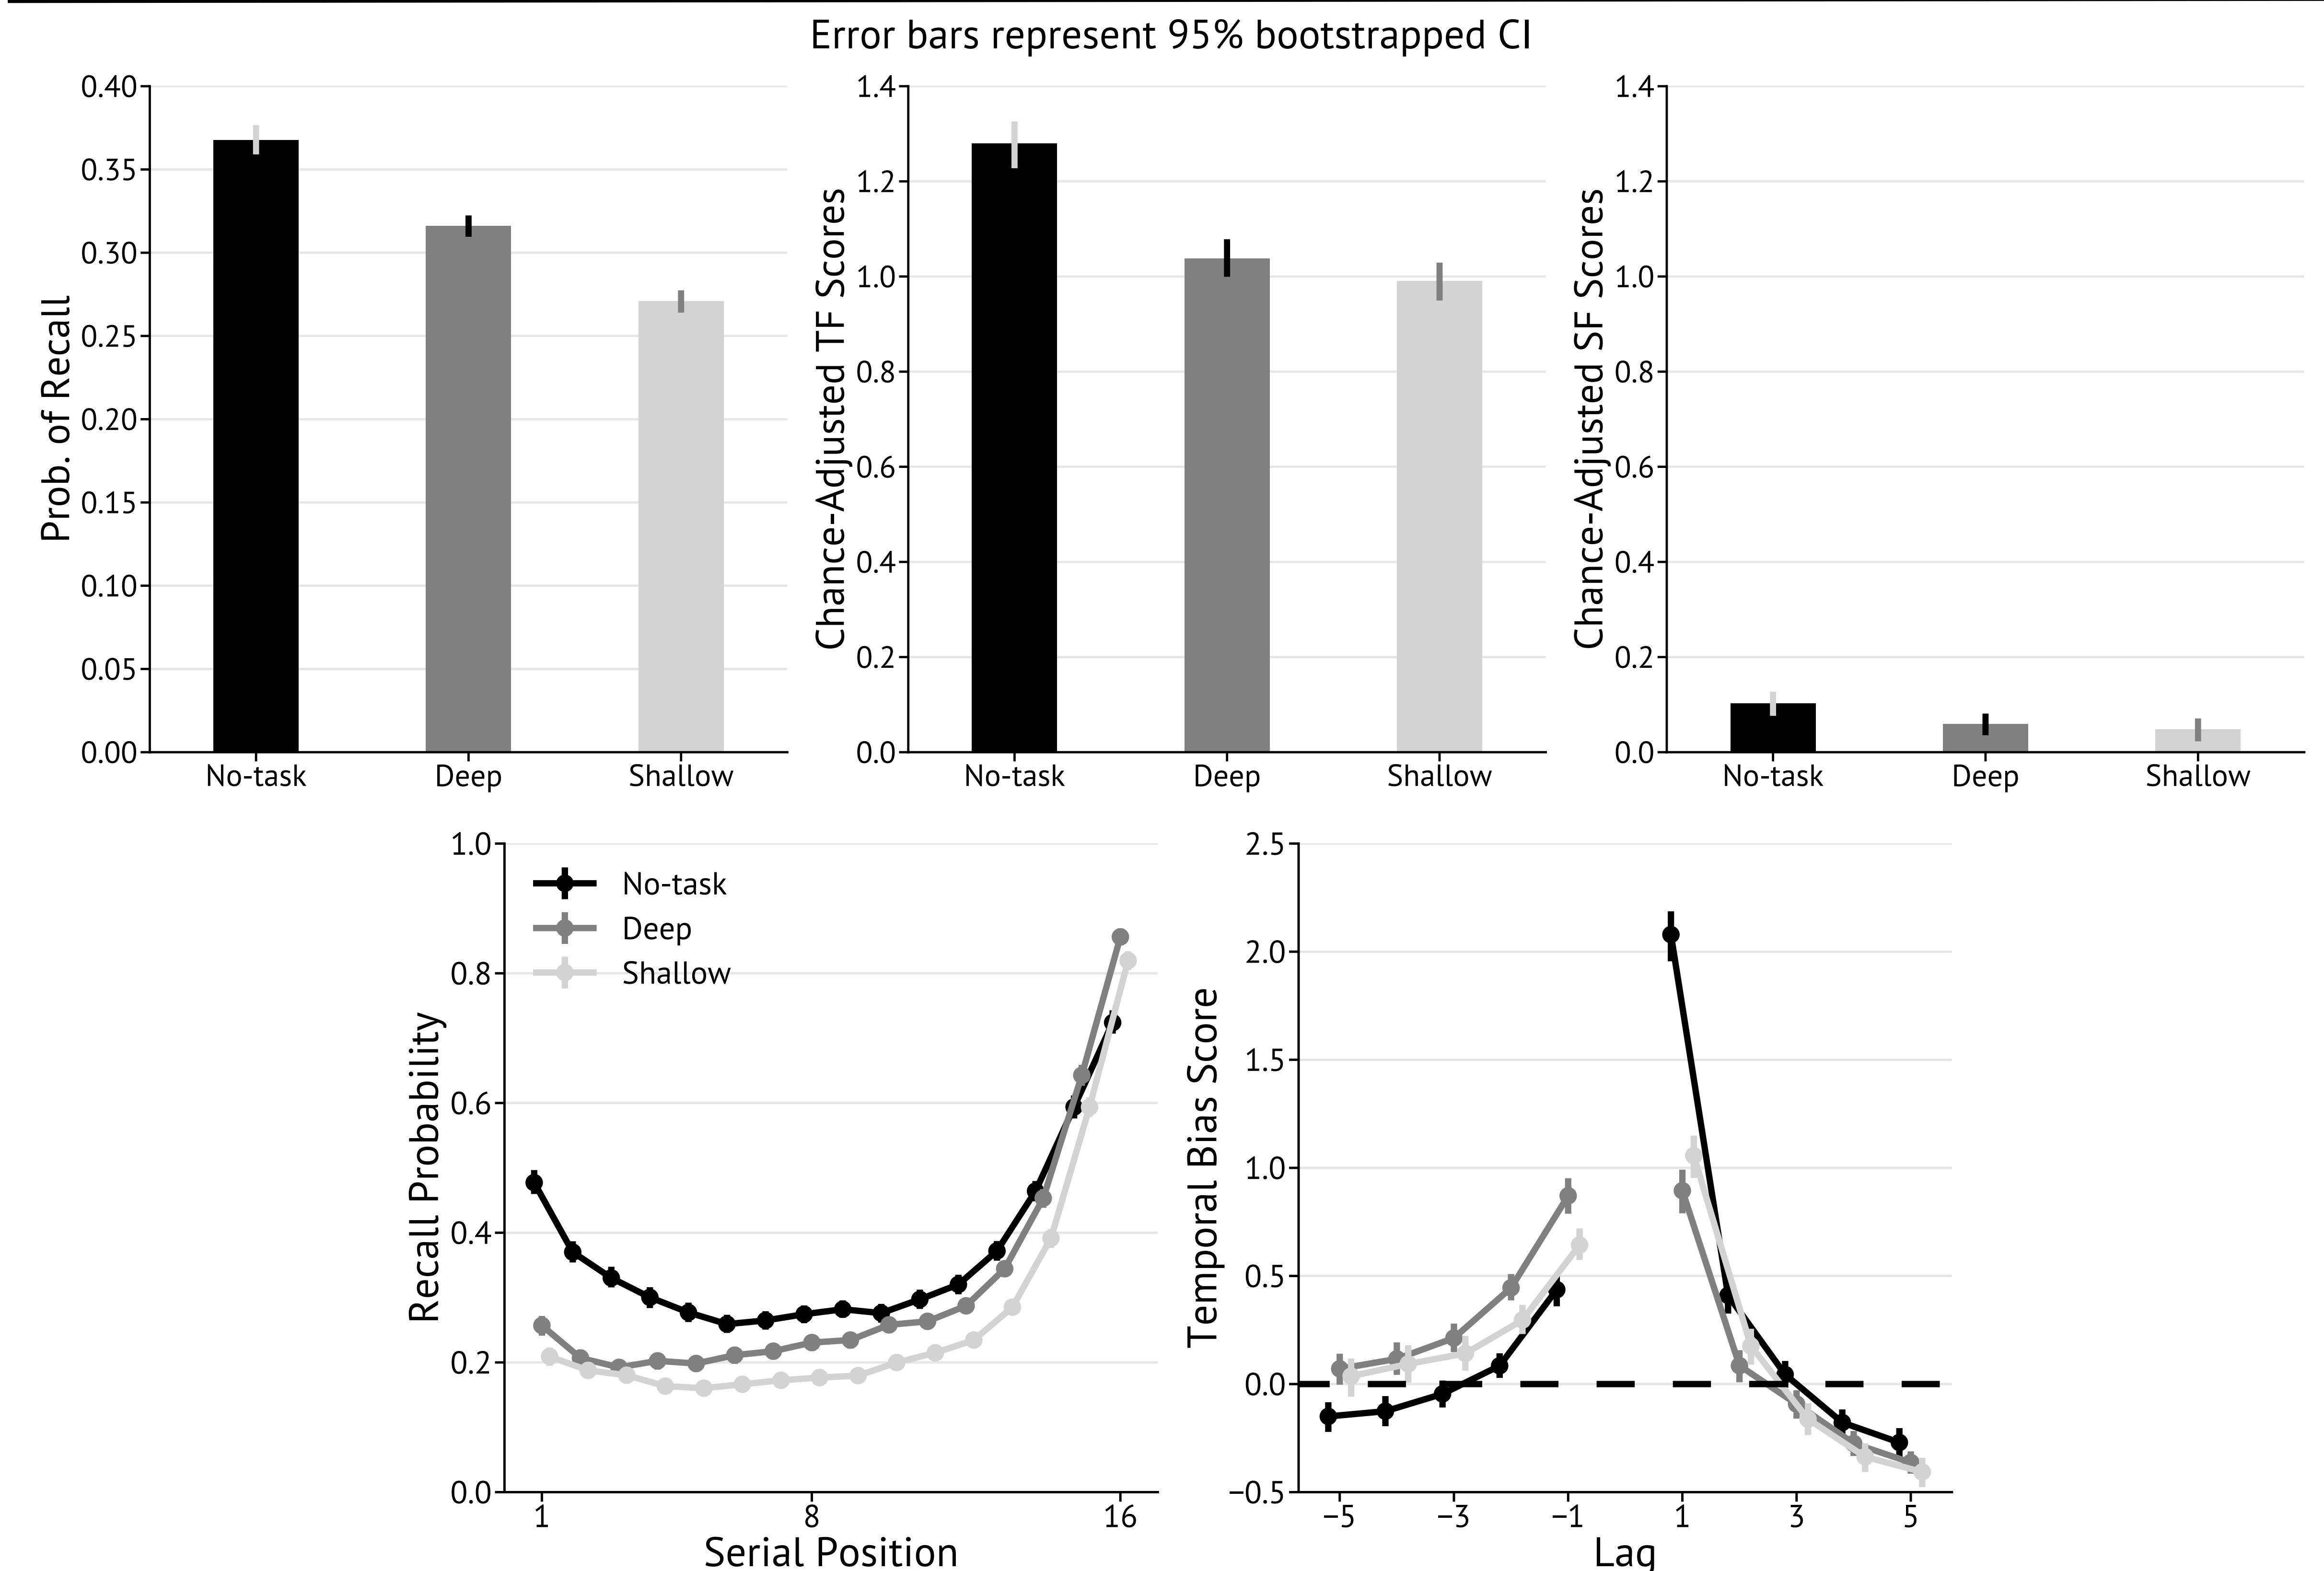 Error bars represent 95% bootstrapped CI
Prob. of Recall
0.40
0.35
0.30
0.25
0.20
0.15
0.10
0.05
0.00
No-task Deep Shallow
Chance-Adjusted TF Scores
1.4
1.2
1.0
0.8
0.6
0.4
0.2
0.0
No-task Deep Shallow
Chance-Adjusted SF Scores
1.4
1.2
1.0
0.8
0.6
0.4
0.2
0.0
No-task Deep Shallow
Recall Probability
1.0
0.8
0.6
0.4
0.2
0.0
No-task
Deep
Shallow
1 8 16
Serial Position
Temporal Bias Score
2.5
2.0
1.5
1.0
0.5
0.0
−0.5
−5 −3 −1 1 3 5
Lag